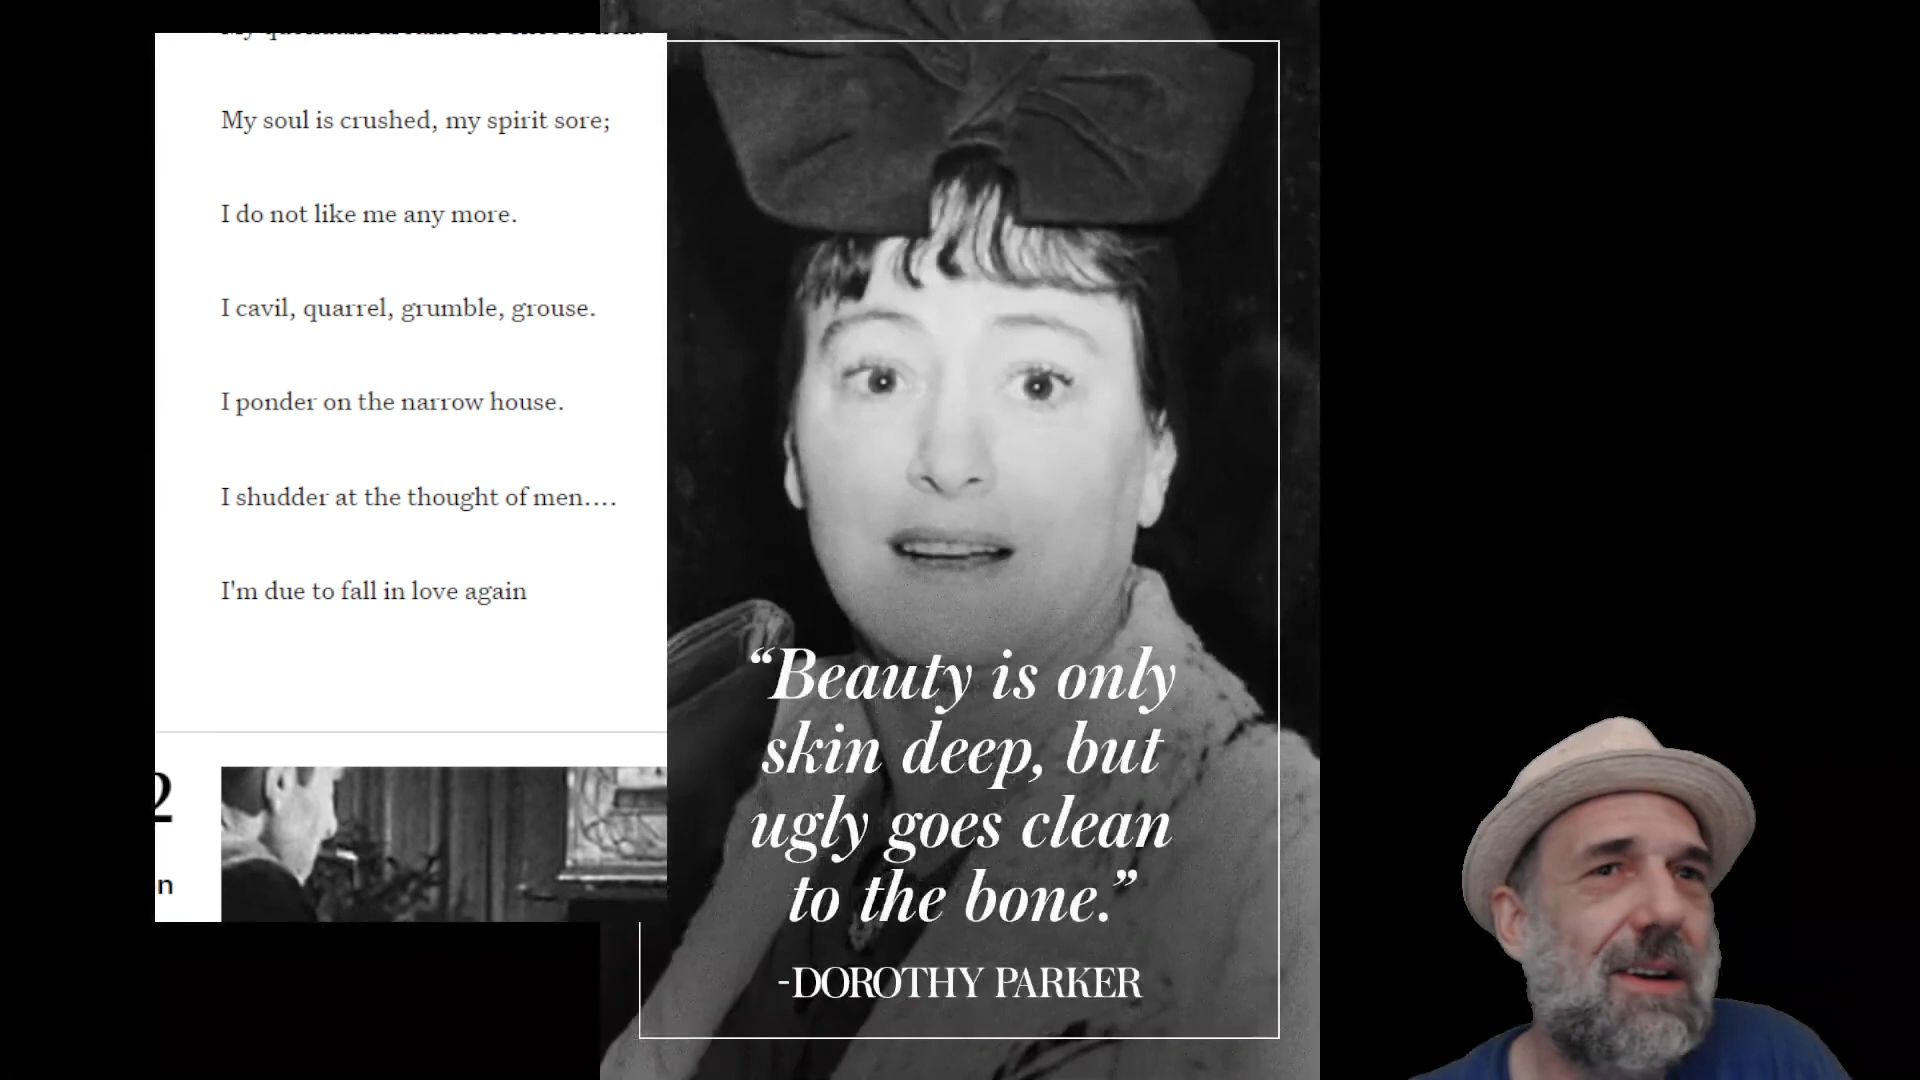 My soul is crushed, my spirit sore;
I do not like me any more.
I cavil, quarrel, grumble, grouse.
I ponder on the narrow house.
I shudder at the thought of men....
I'm due to fall in love again
2
n
“Beauty is only
skin deep, but
ugly goes clean
to the bone.”
-DOROTHY PARKER